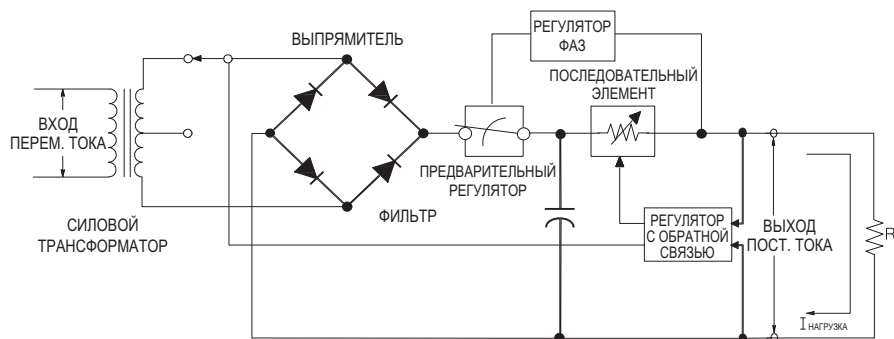 РЕГУЛЯТОР
ФАЗ
ВЫПРЯМИТЕЛЬ
ПОСЛЕДОВАТЕЛЬНЫЙ
ЭЛЕМЕНТ
ВХОД
ПЕРЕМ. ТОКА
ПРЕДВАРИТЕЛЬНЫЙ
РЕГУЛЯТОР
СИЛОВОЙ
ТРАНСФОРМАТОР
ФИЛЬТР
РЕГУЛЯТОР
С ОБРАТНОЙ
СВЯЗЬЮ
ВЫХОД
ПОСТ. ТОКА
R
I НАГРУЗКА